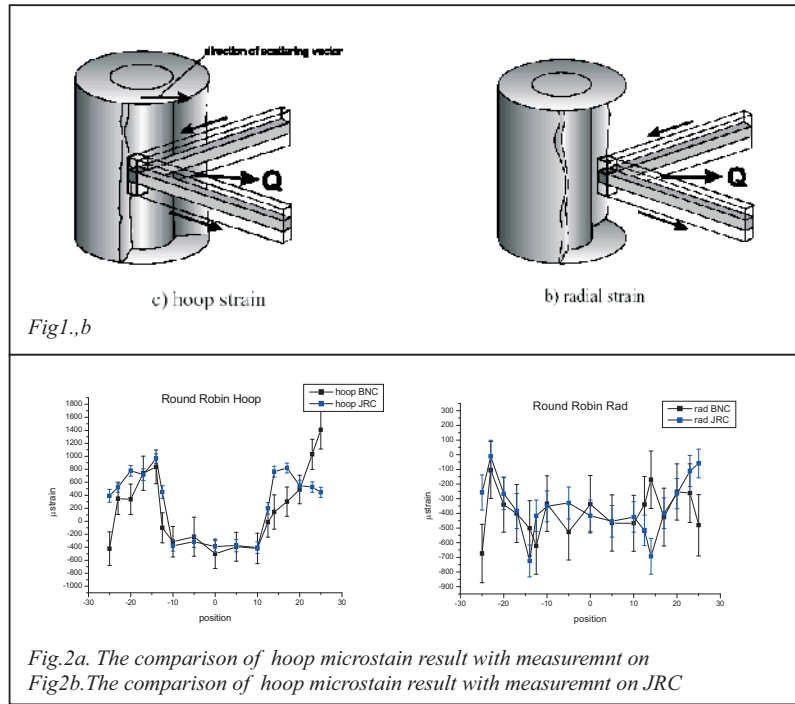 direction of scattering vector
Q
Q
c) hoop strain
b) radial strain
Fig1.,b
Round Robin Hoop
hoop BNC
hoop JRC
1800
1600
1400
1200
1000
800
600
400
200
0
-200
-400
-600
-800
-1000
µstrain
-30
-20
-10
0
10
20
30
position
Round Robin Rad
rad BNC
rad JRC
300
200
100
0
-100
-200
-300
-400
-500
-600
-700
-800
-900
µstrain
-30
-20
-10
0
10
20
30
position
Fig.2a. The comparison of hoop microstain result with measuremnt on
Fig2b.The comparison of hoop microstain result with measuremnt on JRC